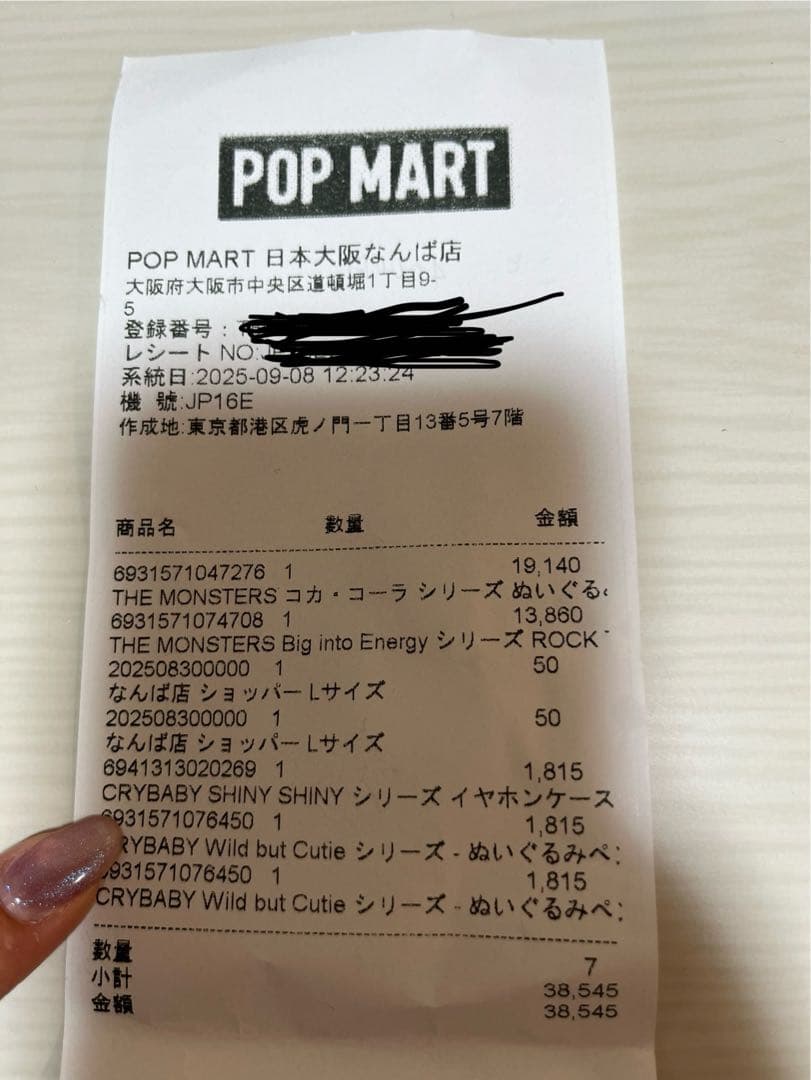 POP MART
POP MART 日本大阪なんば店
大阪府大阪市中央区道頓堀1丁目9-
5
登録番号:
レシート NO:
系統日:2025-09-08 12:23:24
機 號:JP16E
作成地:東京都港区虎ノ門一丁目13番5号7階
商品名 數量 金額
6931571047276 1 19,140
THE MONSTERS コカ・コーラ シリーズ ぬいぐる
6931571074708 1 13,860
THE MONSTERS Big into Energy シリーズ ROCK
202508300000 1 50
なんば店 ショッパー Lサイズ
202508300000 1 50
なんば店 ショッパー Lサイズ
6941313020269 1 1,815
CRYBABY SHINY SHINY シリーズ イヤホンケース
6931571076450 1 1,815
RYBABY Wild but Cutie シリーズ - ぬいぐるみペ
931571076450 1 1,815
CRYBABY Wild but Cutie シリーズ - ぬいぐるみペ
數量 7
小計 38,545
金額 38,545